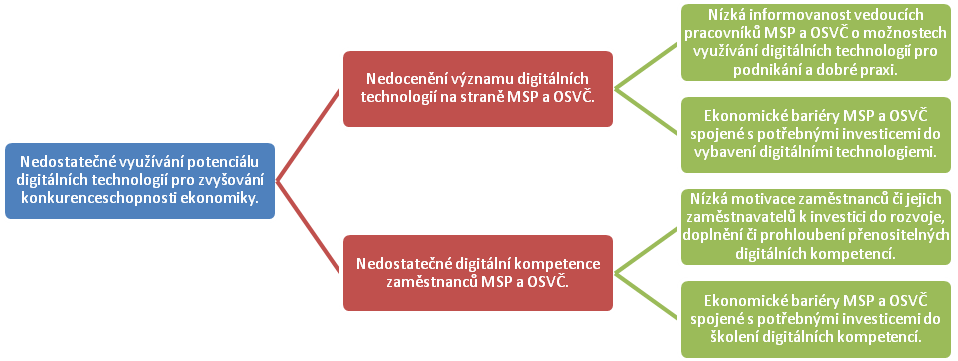 Nedostatečné využívání potenciálu
digitálních technologií pro zvyšování
konkurenceschopnosti ekonomiky.
Nedocenění významu digitálních
technologií na straně MSP a OSVČ.
Nízká informovanost vedoucích
pracovníků MSP a OSVČ o možnostech
využívání digitálních technologií pro
podnikání a dobré praxi.
Ekonomické bariéry MSP a OSVČ
spojené s potřebnými investicemi do
vybavení digitálními technologiemi.
Nedostatečné digitální kompetence
zaměstnanců MSP a OSVČ.
Nízká motivace zaměstnanců či jejich
zaměstnavatelů k investici do rozvoje,
doplnění či prohloubení přenositelných
digitálních kompetencí.
Ekonomické bariéry MSP a OSVČ
spojené s potřebnými investicemi do
školení digitálních kompetencí.